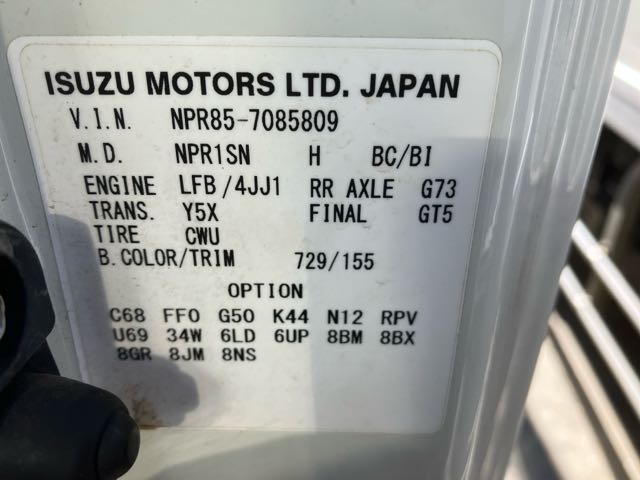 ISUZU MOTORS LTD. JAPAN
V.I.N. NPR85-7085809
M.D. NPR1SN H BC/BI
ENGINE LFB/4JJ1 RR AXLE G73
TRANS. Y5X FINAL GT5
TIRE CWU
B.COLOR/TRIM 729/155
OPTION
C68 FF0 G50 K44 N12 RPV
U69 34W 6LD 6UP 8BM 8BX
8GR 8JM 8NS